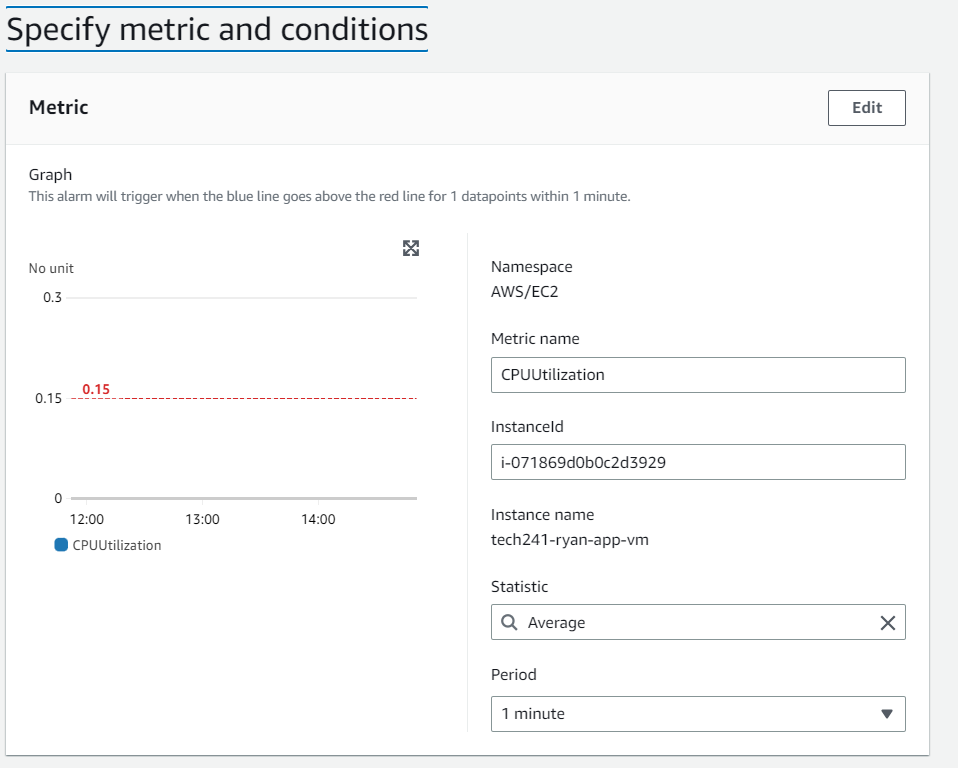 Specify metric and conditions
Metric
Edit
Graph
This alarm will trigger when the blue line goes above the red line for 1 datapoints within 1 minute.
No unit
0.3
0.15
0.15
0
12:00 13:00 14:00
CPUUtilization
Namespace
AWS/EC2
Metric name
CPUUtilization
InstanceId
i-071869d0b0c2d3929
Instance name
tech241-ryan-app-vm
Statistic
Average
Period
1 minute